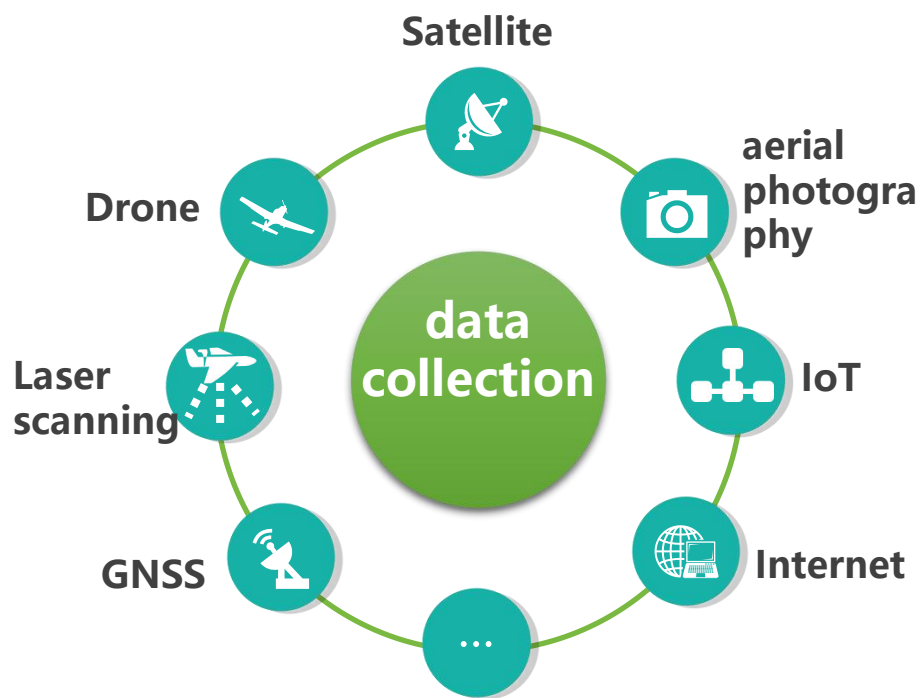 Satellite
aerial
photogra
phy
Drone
data
collection
Laser
scanning
IoT
GNSS
Internet
...